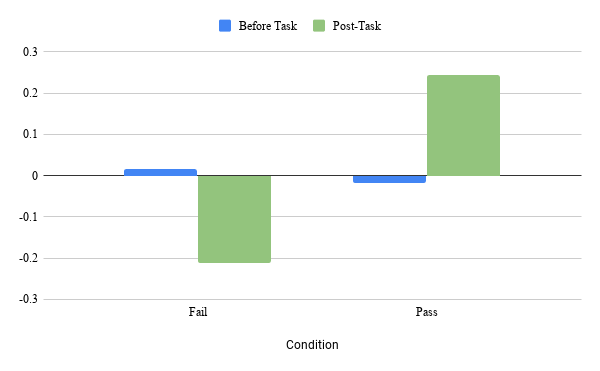 Before Task Post-Task
0.3
0.2
0.1
0
-0.1
-0.2
-0.3
Fail Pass
Condition